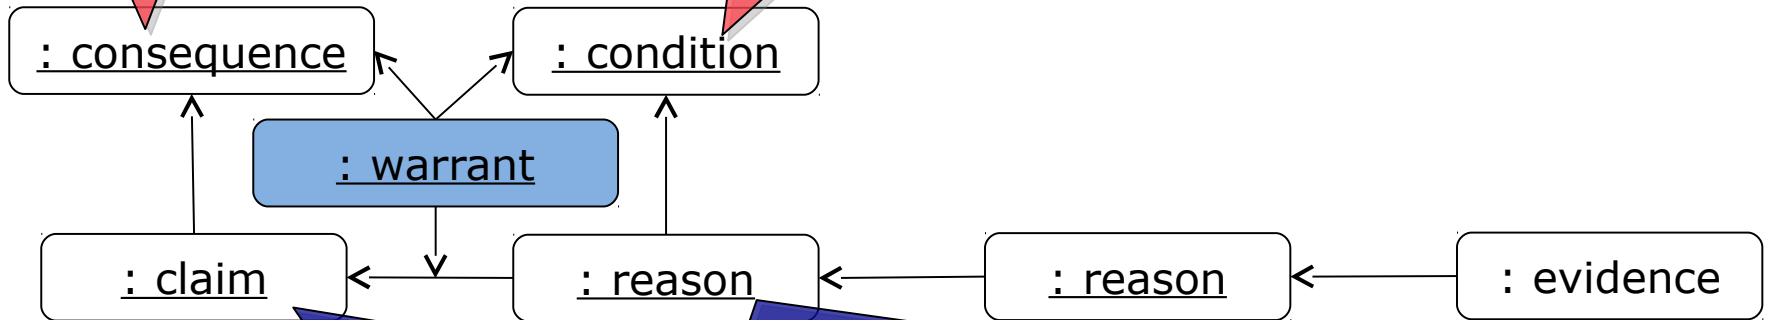 : consequence
: condition
: warrant
: claim
: reason
: reason
: evidence